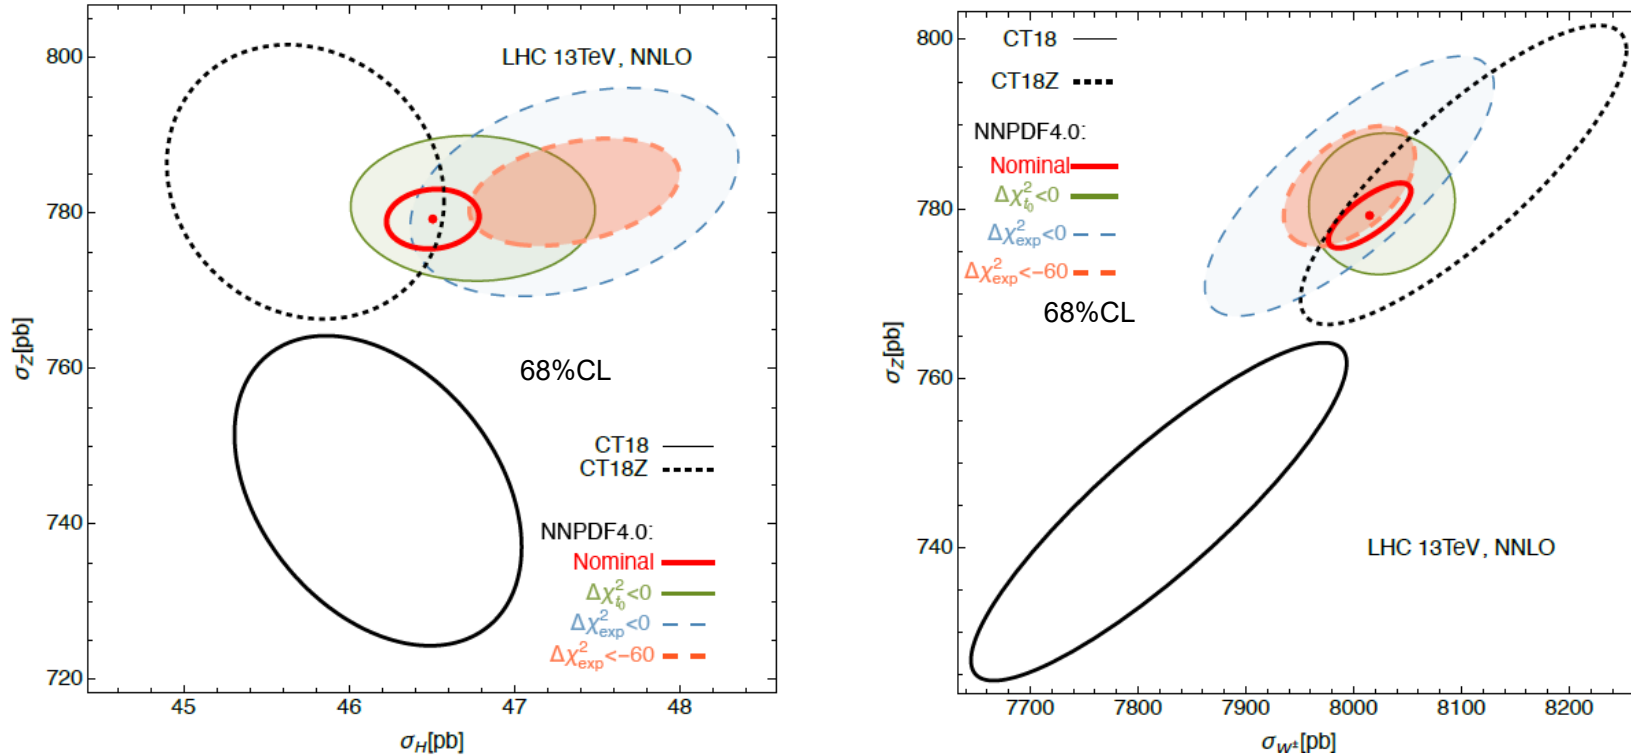 800
780
760
740
720
σZ[pb]
LHC 13TeV, NNLO
68%CL
CT18
CT18Z
NNPDF4.0:
Nominal
Δχ²t₀<0
Δχ²exp<0
Δχ²exp<-60
45 46 47 48
σH[pb]
800
780
760
740
σZ[pb]
CT18
CT18Z
NNPDF4.0:
Nominal
Δχ²t₀<0
Δχ²exp<0
Δχ²exp<-60
68%CL
LHC 13TeV, NNLO
7700 7800 7900 8000 8100 8200
σW±[pb]